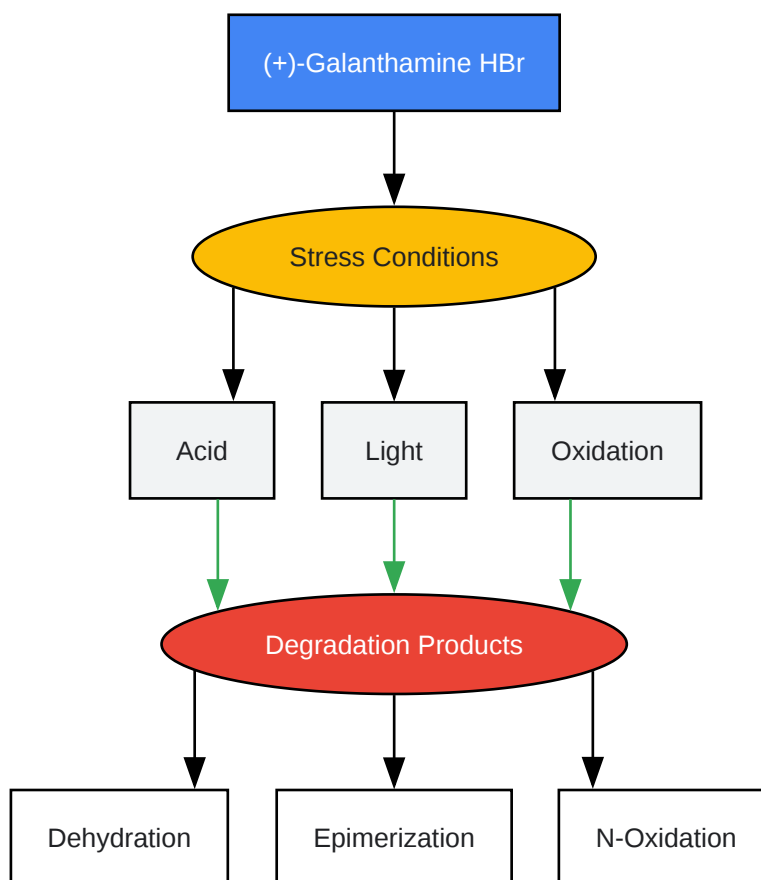 (+)-Galanthamine HBr
Stress Conditions
Acid
Light
Oxidation
Degradation Products
Dehydration
Epimerization
N-Oxidation